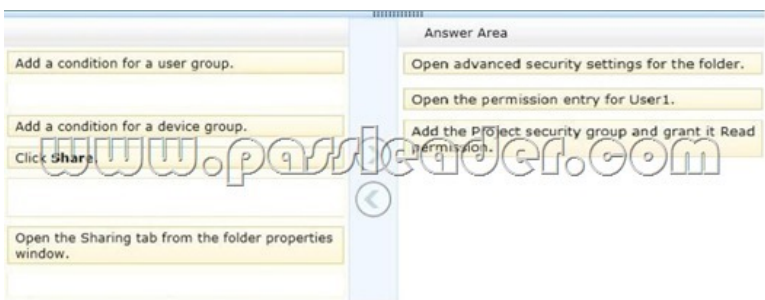 Answer Area
Add a condition for a user group.
Add a condition for a device group.
Click Share.
Open the Sharing tab from the folder properties
window.
Open advanced security settings for the folder.
Open the permission entry for User1.
Add the Project security group and grant it Read
permission.
www.passleader.com